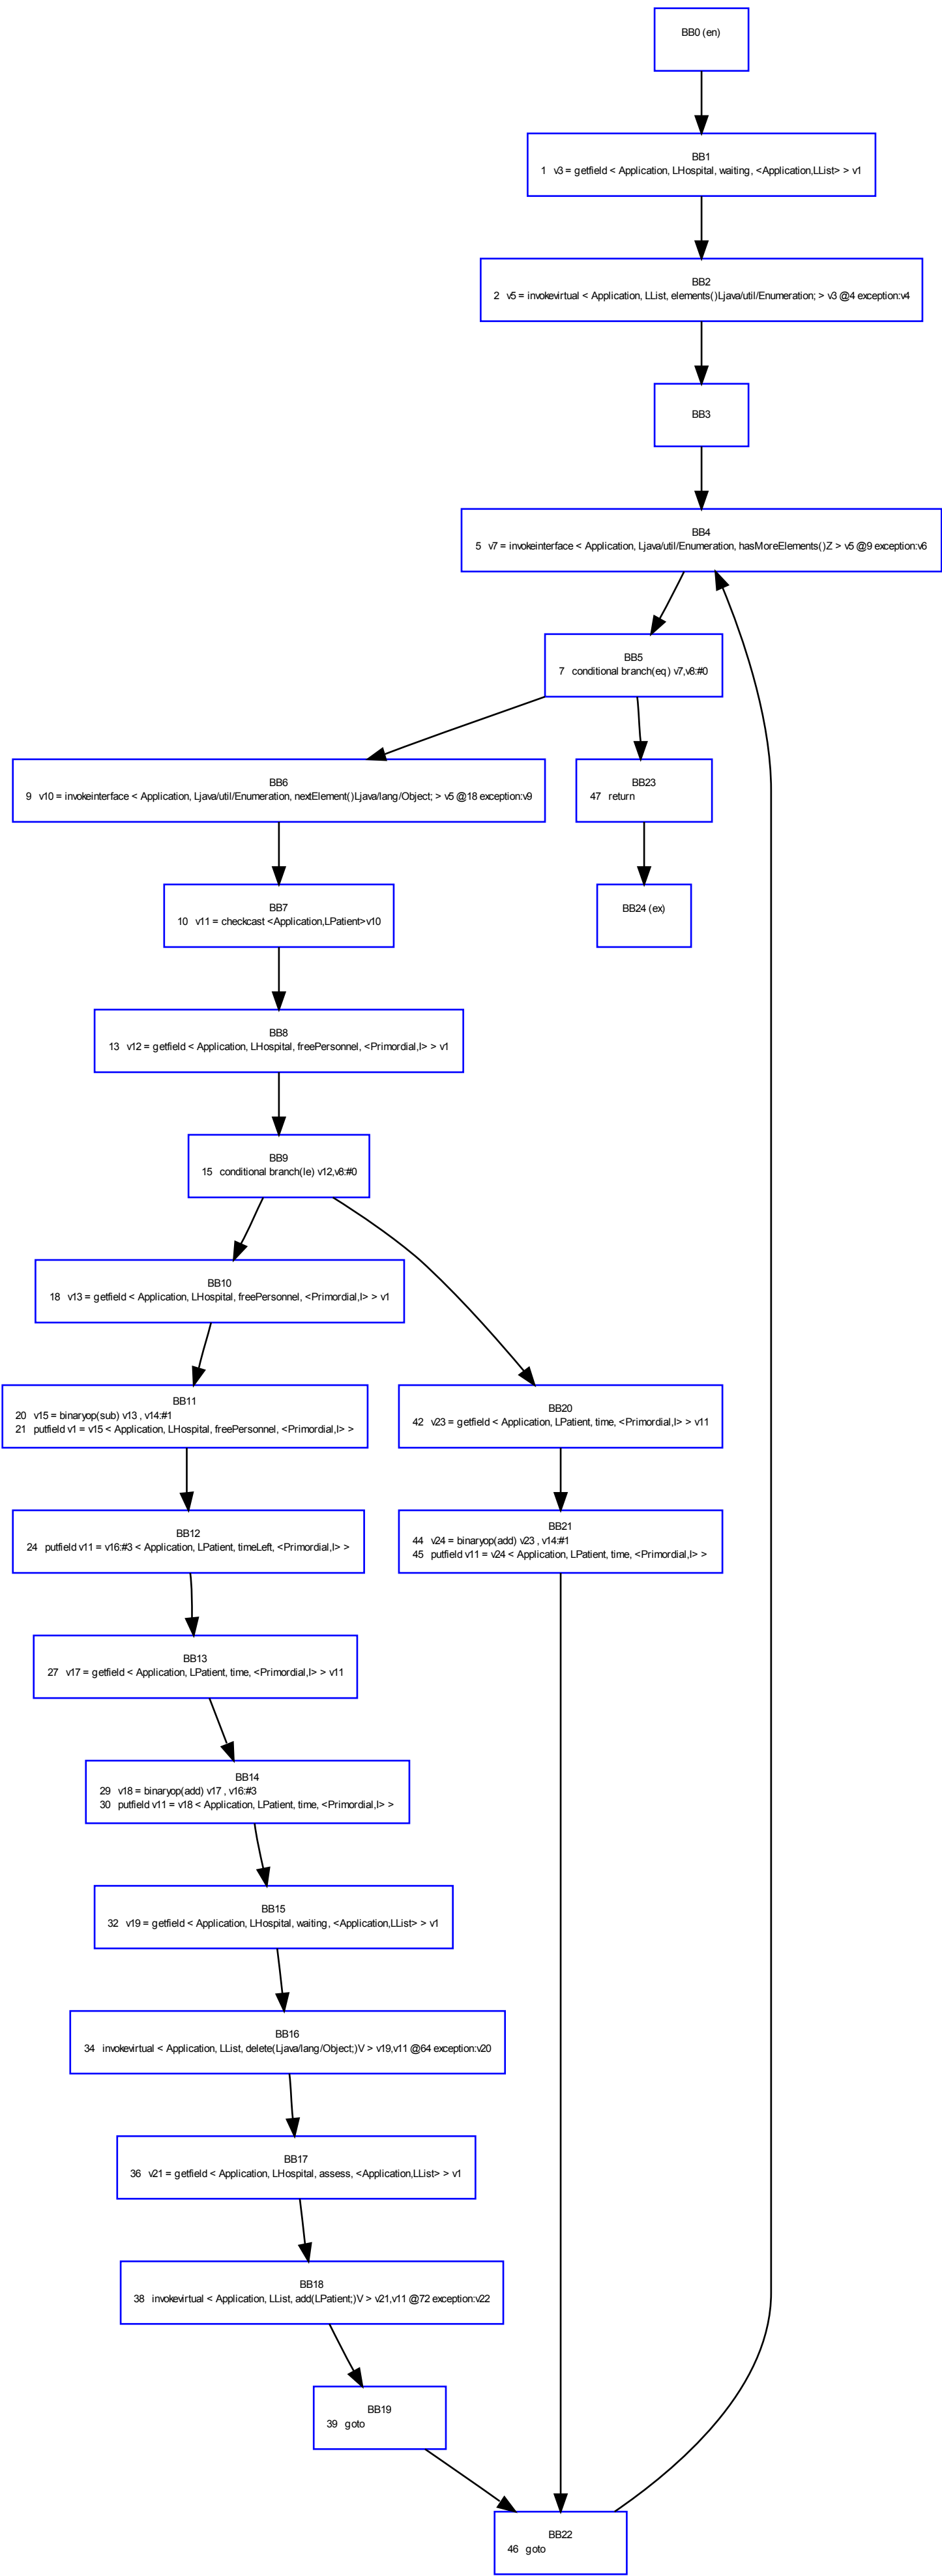 BB0 (en)
BB1
1 v3 = getfield < Application, LHospital, waiting, <Application,LList> > v1
BB2
2 v5 = invokevirtual < Application, LList, elements()Ljava/util/Enumeration; > v3 @4 exception:v4
BB3
BB4
5 v7 = invokeinterface < Application, Ljava/util/Enumeration, hasMoreElements()Z > v5 @9 exception:v6
BB5
7 conditional branch(eq) v7,v8:#0
BB6
9 v10 = invokeinterface < Application, Ljava/util/Enumeration, nextElement()Ljava/lang/Object; > v5 @18 exception:v9
BB23
47 return
BB7
10 v11 = checkcast <Application,LPatient>v10
BB24 (ex)
BB8
13 v12 = getfield < Application, LHospital, freePersonnel, <Primordial,I> > v1
BB9
15 conditional branch(le) v12,v8:#0
BB10
18 v13 = getfield < Application, LHospital, freePersonnel, <Primordial,I> > v1
BB11
20 v15 = binaryop(sub) v13 , v14:#1
21 putfield v1 = v15 < Application, LHospital, freePersonnel, <Primordial,I> >
BB20
42 v23 = getfield < Application, LPatient, time, <Primordial,I> > v11
BB12
24 putfield v11 = v16:#3 < Application, LPatient, timeLeft, <Primordial,I> >
BB21
44 v24 = binaryop(add) v23 , v14:#1
45 putfield v11 = v24 < Application, LPatient, time, <Primordial,I> >
BB13
27 v17 = getfield < Application, LPatient, time, <Primordial,I> > v11
BB14
29 v18 = binaryop(add) v17 , v16:#3
30 putfield v11 = v18 < Application, LPatient, time, <Primordial,I> >
BB15
32 v19 = getfield < Application, LHospital, waiting, <Application,LList> > v1
BB16
34 invokevirtual < Application, LList, delete(Ljava/lang/Object;)V > v19,v11 @64 exception:v20
BB17
36 v21 = getfield < Application, LHospital, assess, <Application,LList> > v1
BB18
38 invokevirtual < Application, LList, add(LPatient;)V > v21,v11 @72 exception:v22
BB19
39 goto
BB22
46 goto